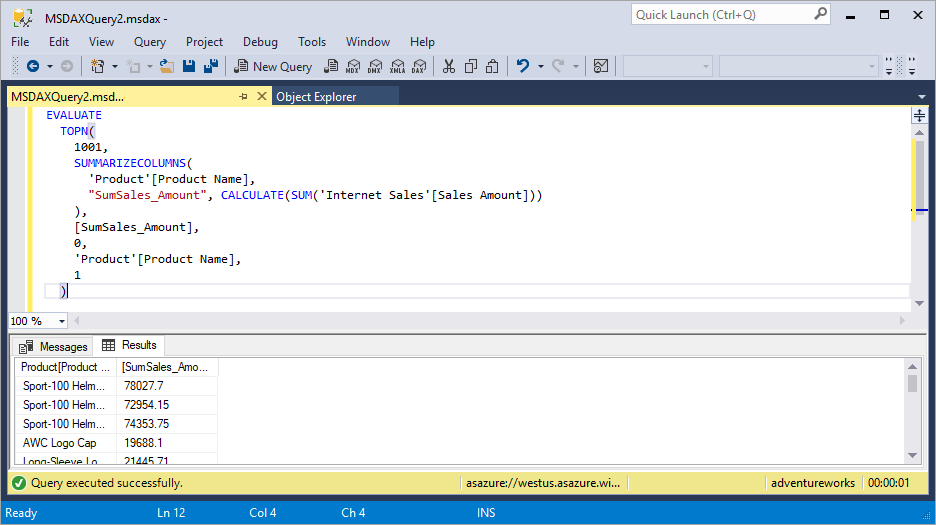 MSDAXQuery2.msdax -
Quick Launch (Ctrl+Q)
File Edit View Query Project Debug Tools Window Help
New Query MDX DMX XMLA DAX
MSDAXQuery2.msd... Object Explorer
EVALUATE
TOPN(
1001,
SUMMARIZECOLUMNS(
'Product'[Product Name],
"SumSales_Amount", CALCULATE(SUM('Internet Sales'[Sales Amount]))
),
[SumSales_Amount],
0,
'Product'[Product Name],
1
)
100 %
Messages Results
Product[Product ... [SumSales_Amo...
Sport-100 Helm... 78027.7
Sport-100 Helm... 72954.15
Sport-100 Helm... 74353.75
AWC Logo Cap 19688.1
Long-Sleeve Lo... 21445.71
Query executed successfully. asazure://westus.asazure.wi... adventureworks 00:00:01
Ready Ln 12 Col 4 Ch 4 INS